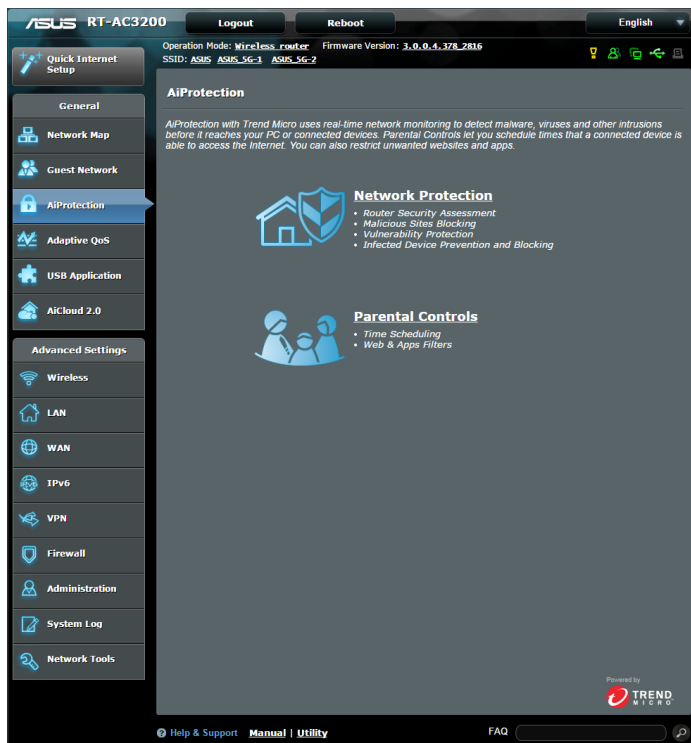 ASUS RT-AC3200 Logout Reboot English
Operation Mode: Wireless router Firmware Version: 3.0.0.4.378_2816
SSID: ASUS ASUS_5G-1 ASUS_5G-2
Quick Internet
Setup
General
Network Map
Guest Network
AiProtection
Adaptive QoS
USB Application
AiCloud 2.0
Advanced Settings
Wireless
LAN
WAN
IPv6
IPv6
VPN
Firewall
Administration
System Log
Network Tools
AiProtection
AiProtection with Trend Micro uses real-time network monitoring to detect malware, viruses and other intrusions
before it reaches your PC or connected devices. Parental Controls let you schedule times that a connected device is
able to access the Internet. You can also restrict unwanted websites and apps.
Network Protection
• Router Security Assessment
• Malicious Sites Blocking
• Vulnerability Protection
• Infected Device Prevention and Blocking
Parental Controls
• Time Scheduling
• Web & Apps Filters
Powered by
TREND
MICRO
Help & Support Manual | Utility FAQ